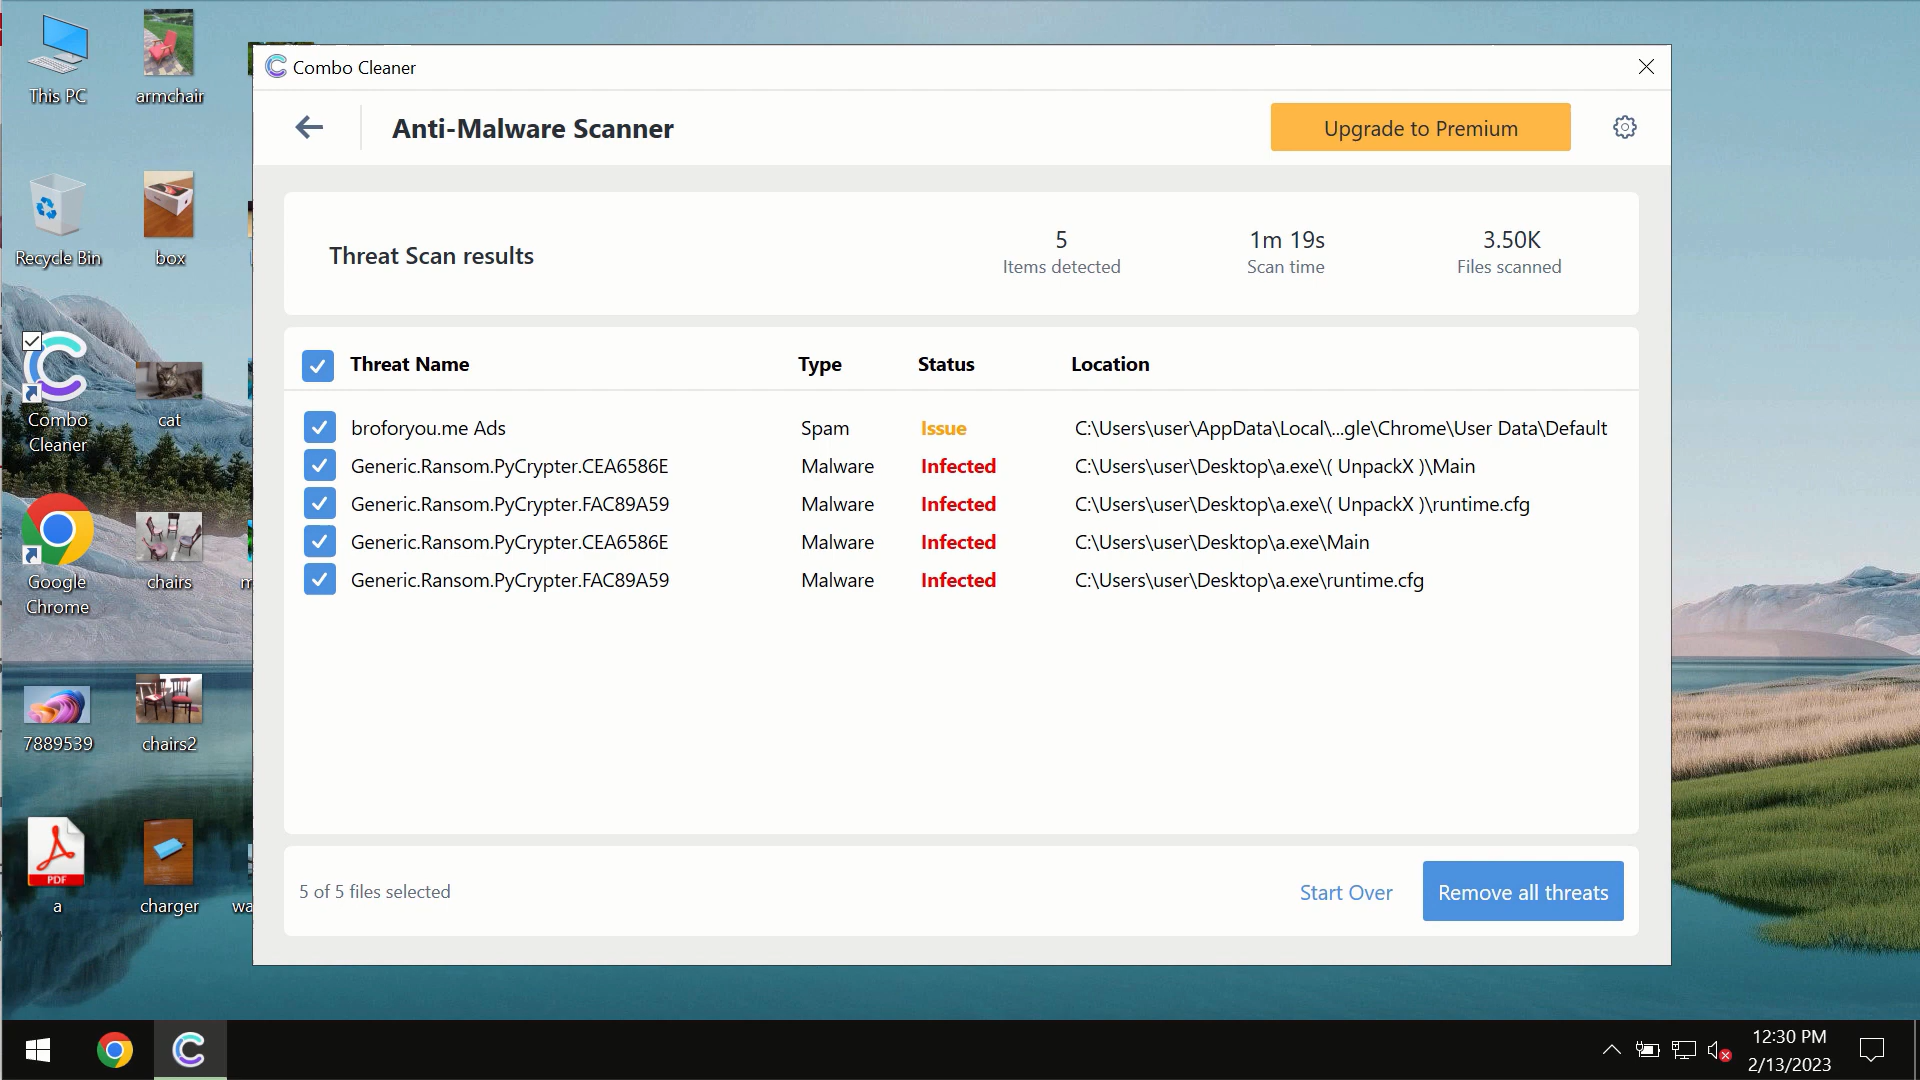 This PC
armchair
Recycle Bin
box
Combo
Cleaner
cat
Google
Chrome
chairs
7889539
chairs2
PDF
a
charger
wa
Combo Cleaner
Anti-Malware Scanner
Upgrade to Premium
Threat Scan results
5
Items detected
1m 19s
Scan time
3.50K
Files scanned
Threat Name Type Status Location
broforyou.me Ads Spam Issue C:\Users\user\AppData\Local\...gle\Chrome\User Data\Default
Generic.Ransom.PyCrypter.CEA6586E Malware Infected C:\Users\user\Desktop\a.exe\( UnpackX )\Main
Generic.Ransom.PyCrypter.FAC89A59 Malware Infected C:\Users\user\Desktop\a.exe\( UnpackX )\runtime.cfg
Generic.Ransom.PyCrypter.CEA6586E Malware Infected C:\Users\user\Desktop\a.exe\Main
Generic.Ransom.PyCrypter.FAC89A59 Malware Infected C:\Users\user\Desktop\a.exe\runtime.cfg
5 of 5 files selected
Start Over
Remove all threats
12:30 PM
2/13/2023